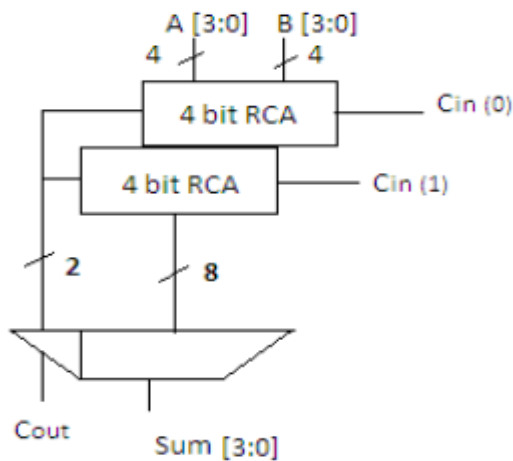 A [3:0] B [3:0]
4 4
4 bit RCA
Cin (0)
4 bit RCA
Cin (1)
2
8
Cout
Sum [3:0]